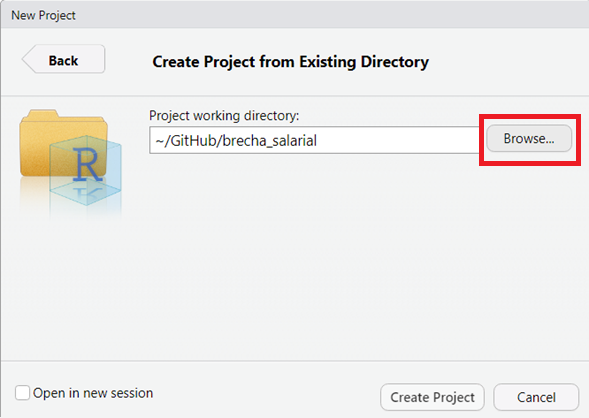 New Project
Back
Create Project from Existing Directory
Project working directory:
~/GitHub/brecha_salarial
Browse...
R
Open in new session
Create Project
Cancel